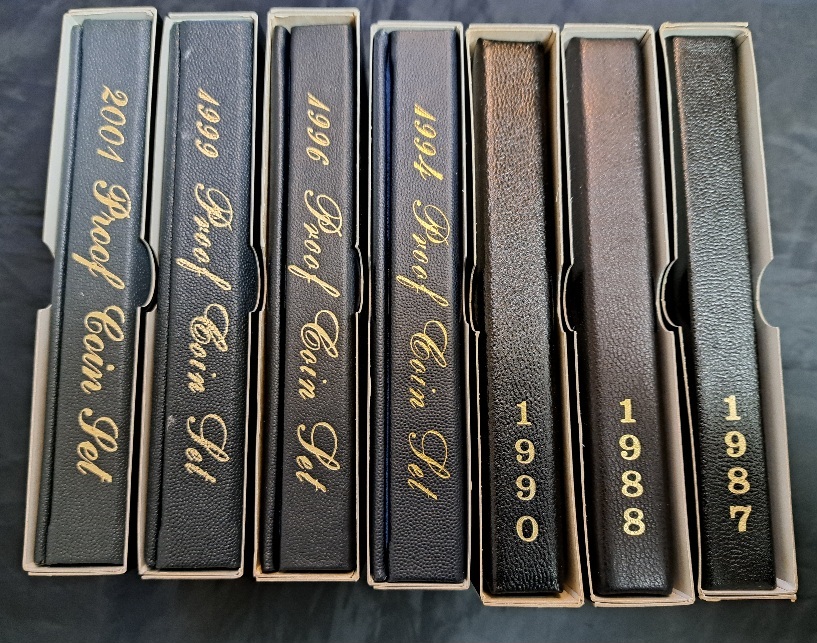 2001 Proof Coin Set
1999 Proof Coin Set
1996 Proof Coin Set
1994 Proof Coin Set
1990
1988
1987